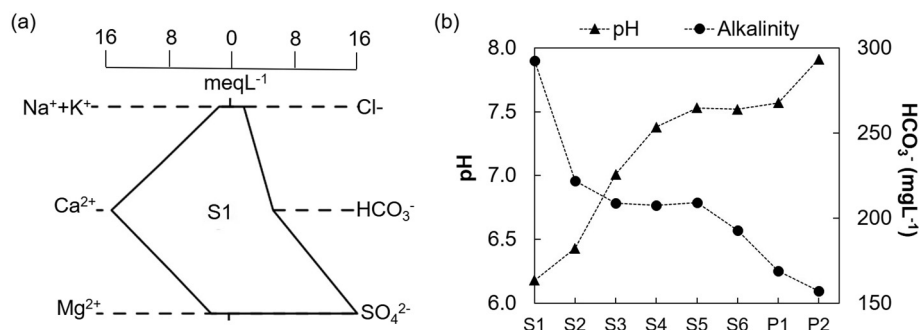 (a)
16 8 0 8 16
meqL⁻¹
Na⁺+K⁺ Cl-
Ca²⁺ S1 HCO₃⁻
Mg²⁺ SO₄²⁻
(b)
pH Alkalinity
8.0 300
7.5 250
7.0
6.5 200
6.0 150
pH
HCO₃⁻ (mgL⁻¹)
S1 S2 S3 S4 S5 S6 P1 P2